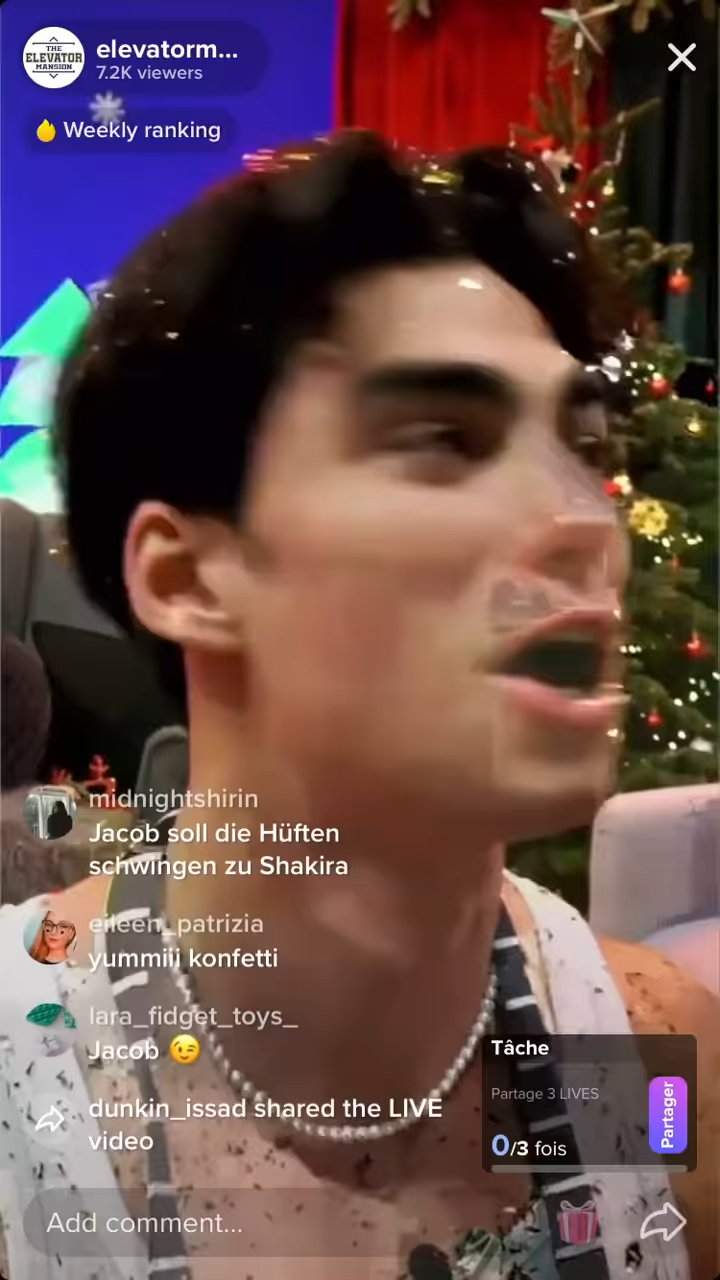 THE
ELEVATOR
MANSION
elevatorm...
7.2K viewers
Weekly ranking
midnightshirin
Jacob soll die Hüften
schwingen zu Shakira
eileen_patrizia
yummiii konfetti
lara_fidget_toys_
Jacob 😉
dunkin_issad shared the LIVE
video
Tâche
Partage 3 LIVES
0/3 fois
Partager
Add comment...